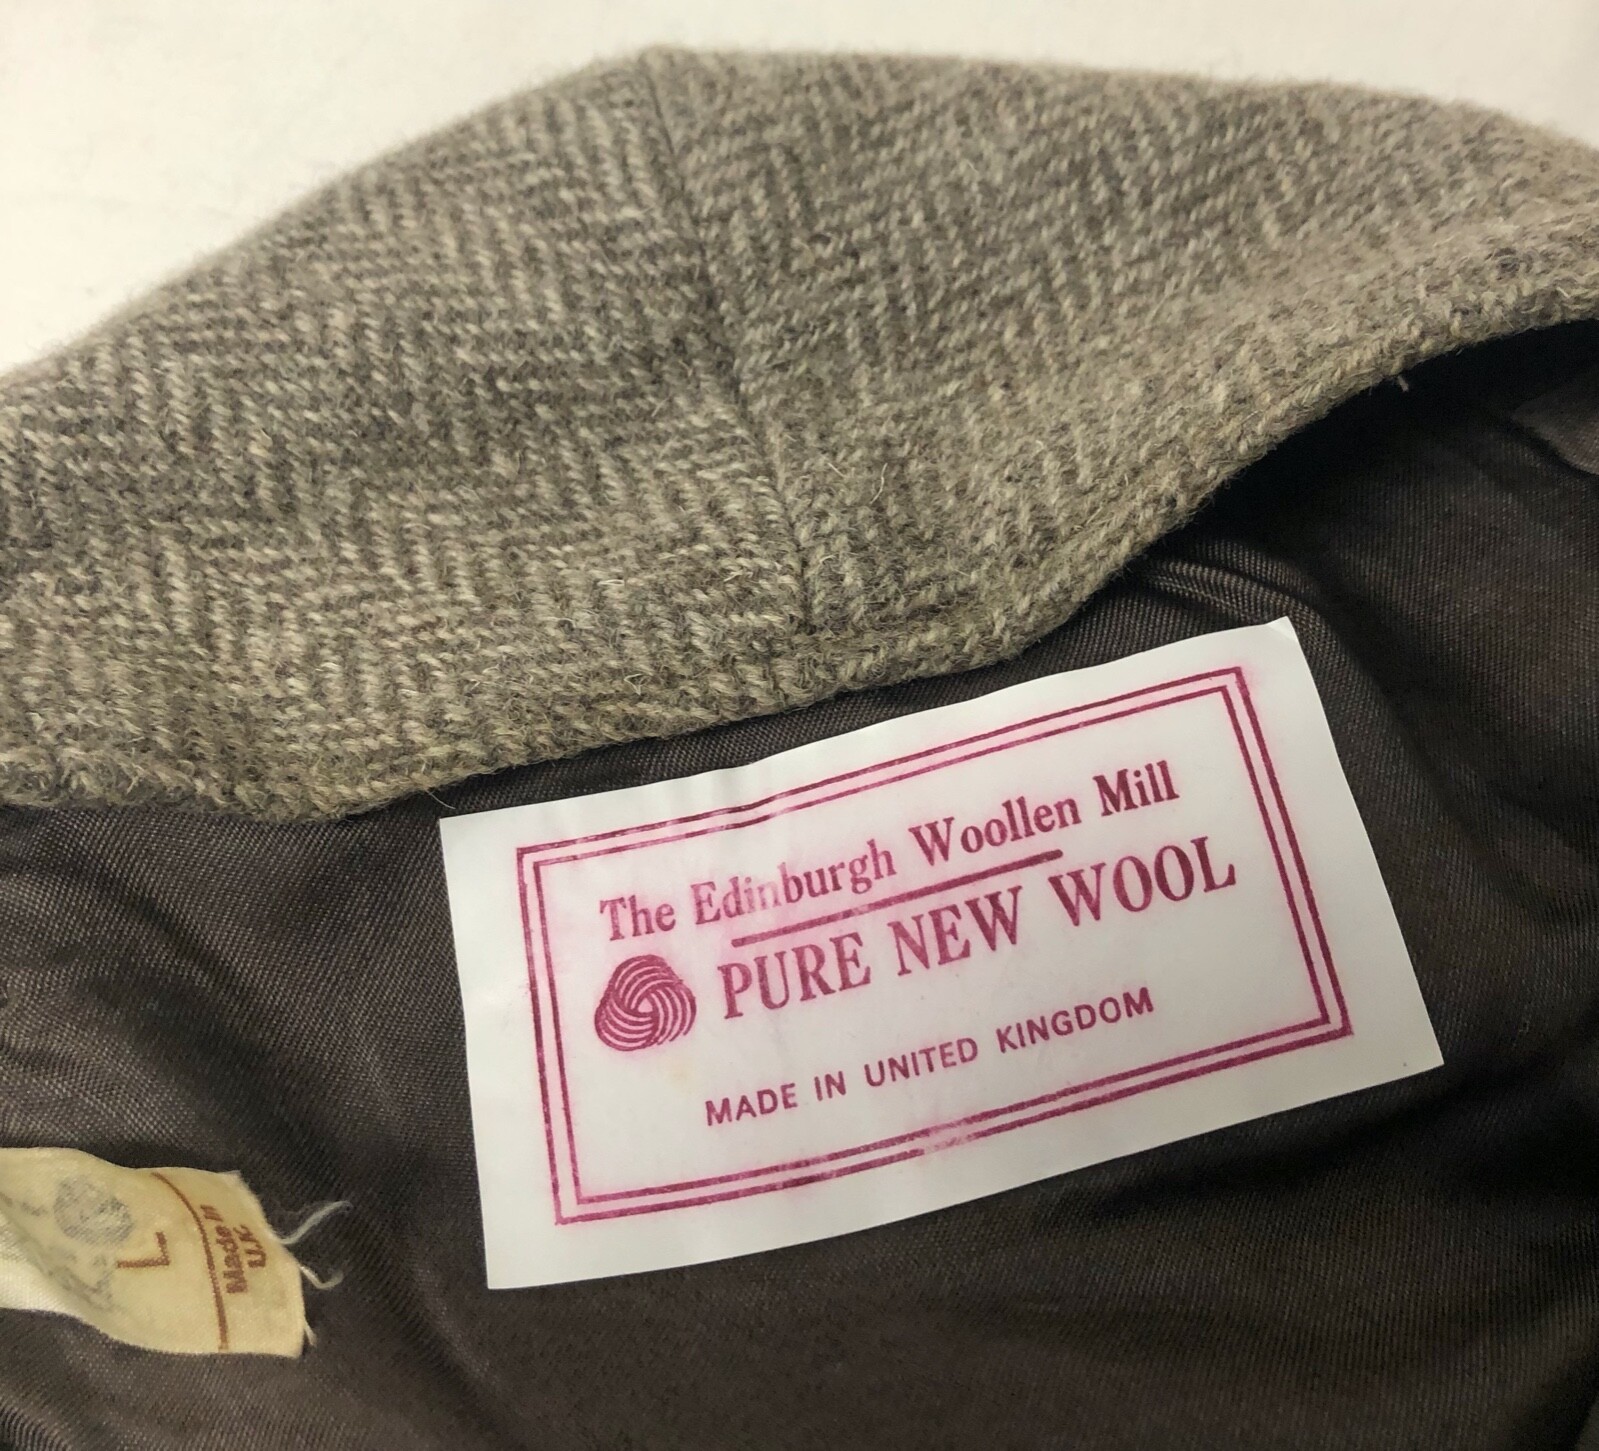 The Edinburgh Woollen Mill
PURE NEW WOOL
MADE IN UNITED KINGDOM
L
Made in
U.K.